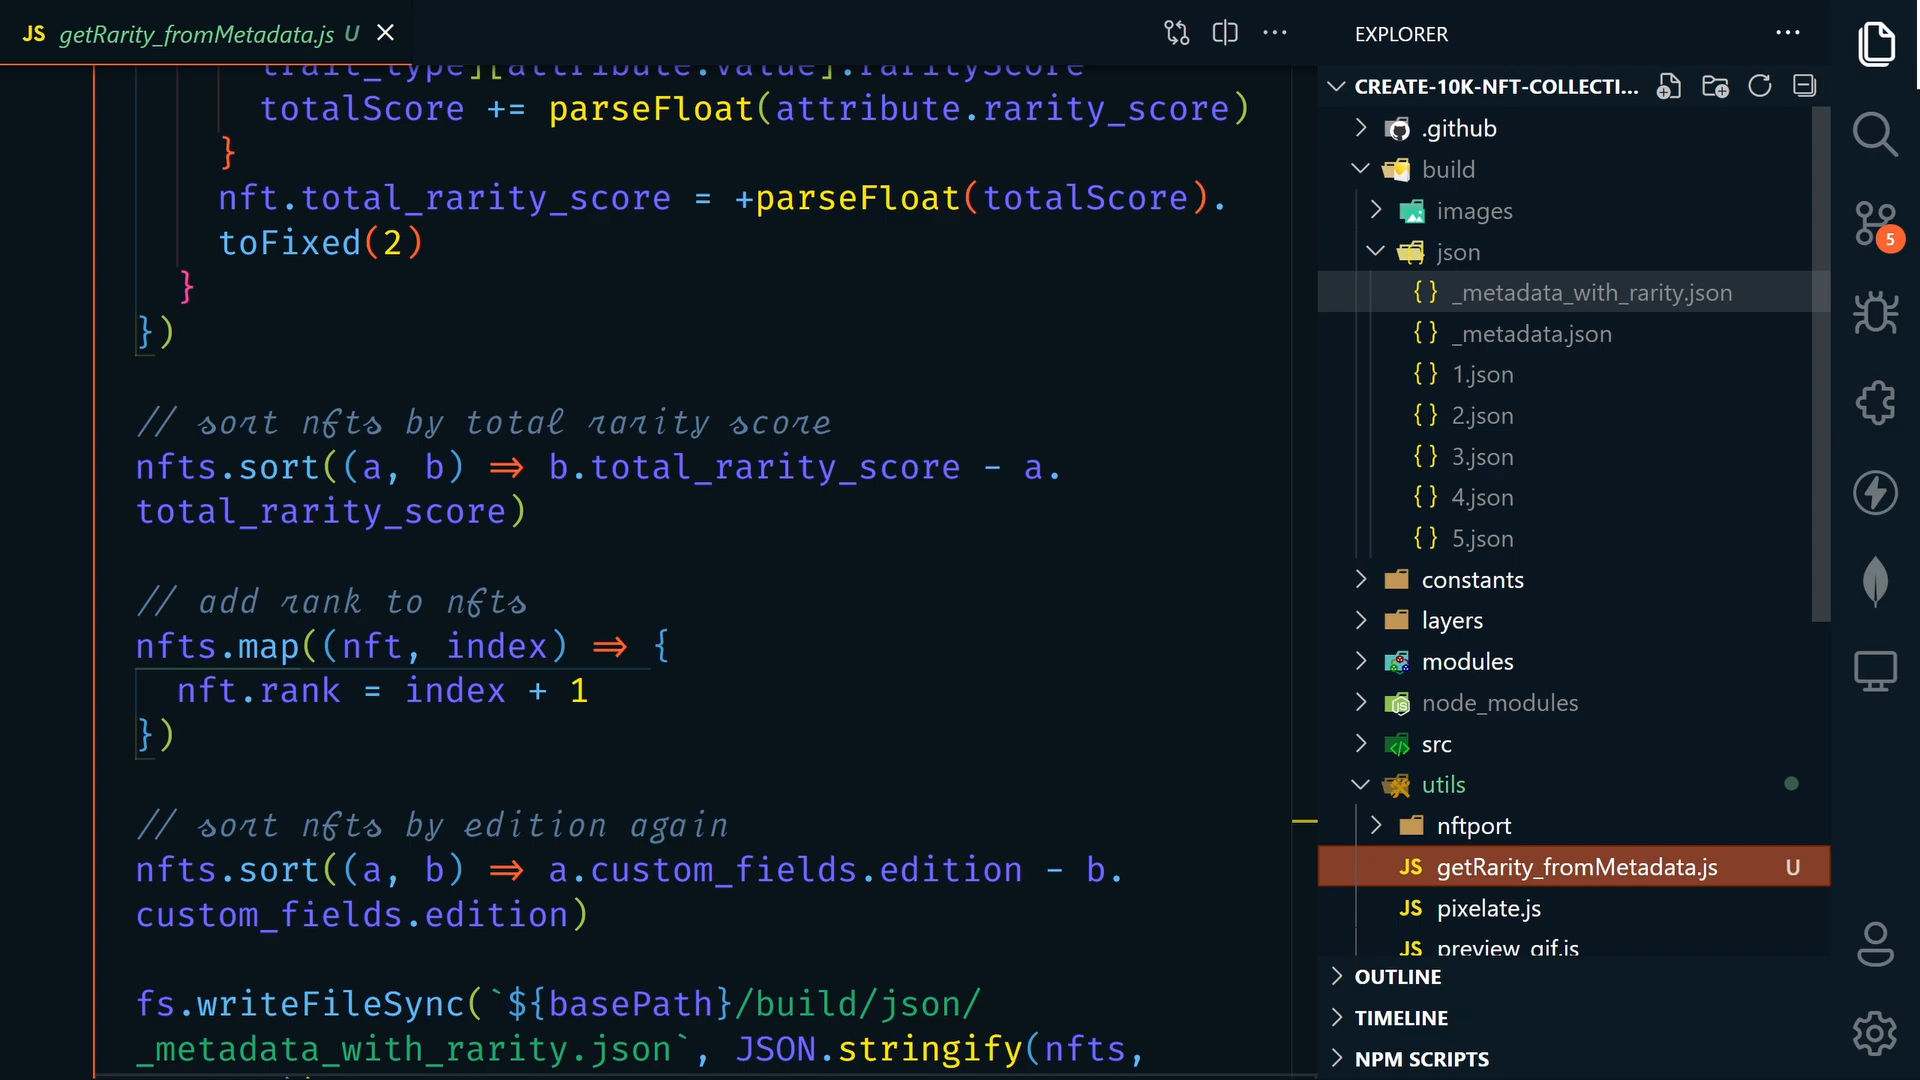 JS getRarity_fromMetadata.js U
trait_type][attribute.value].rarityScore
totalScore += parseFloat(attribute.rarity_score)
}
nft.total_rarity_score = +parseFloat(totalScore).
toFixed(2)
}
})
// sort nfts by total rarity score
nfts.sort((a, b) => b.total_rarity_score - a.
total_rarity_score)
// add rank to nfts
nfts.map((nft, index) => {
nft.rank = index + 1
})
// sort nfts by edition again
nfts.sort((a, b) => a.custom_fields.edition - b.
custom_fields.edition)
fs.writeFileSync(`${basePath}/build/json/
_metadata_with_rarity.json`, JSON.stringify(nfts,
EXPLORER
CREATE-10K-NFT-COLLECTI...
.github
build
images
json
{} _metadata_with_rarity.json
{} _metadata.json
{} 1.json
{} 2.json
{} 3.json
{} 4.json
{} 5.json
constants
layers
modules
node_modules
src
utils
nftport
JS getRarity_fromMetadata.js U
JS pixelate.js
JS preview_gif.js
OUTLINE
TIMELINE
NPM SCRIPTS
5